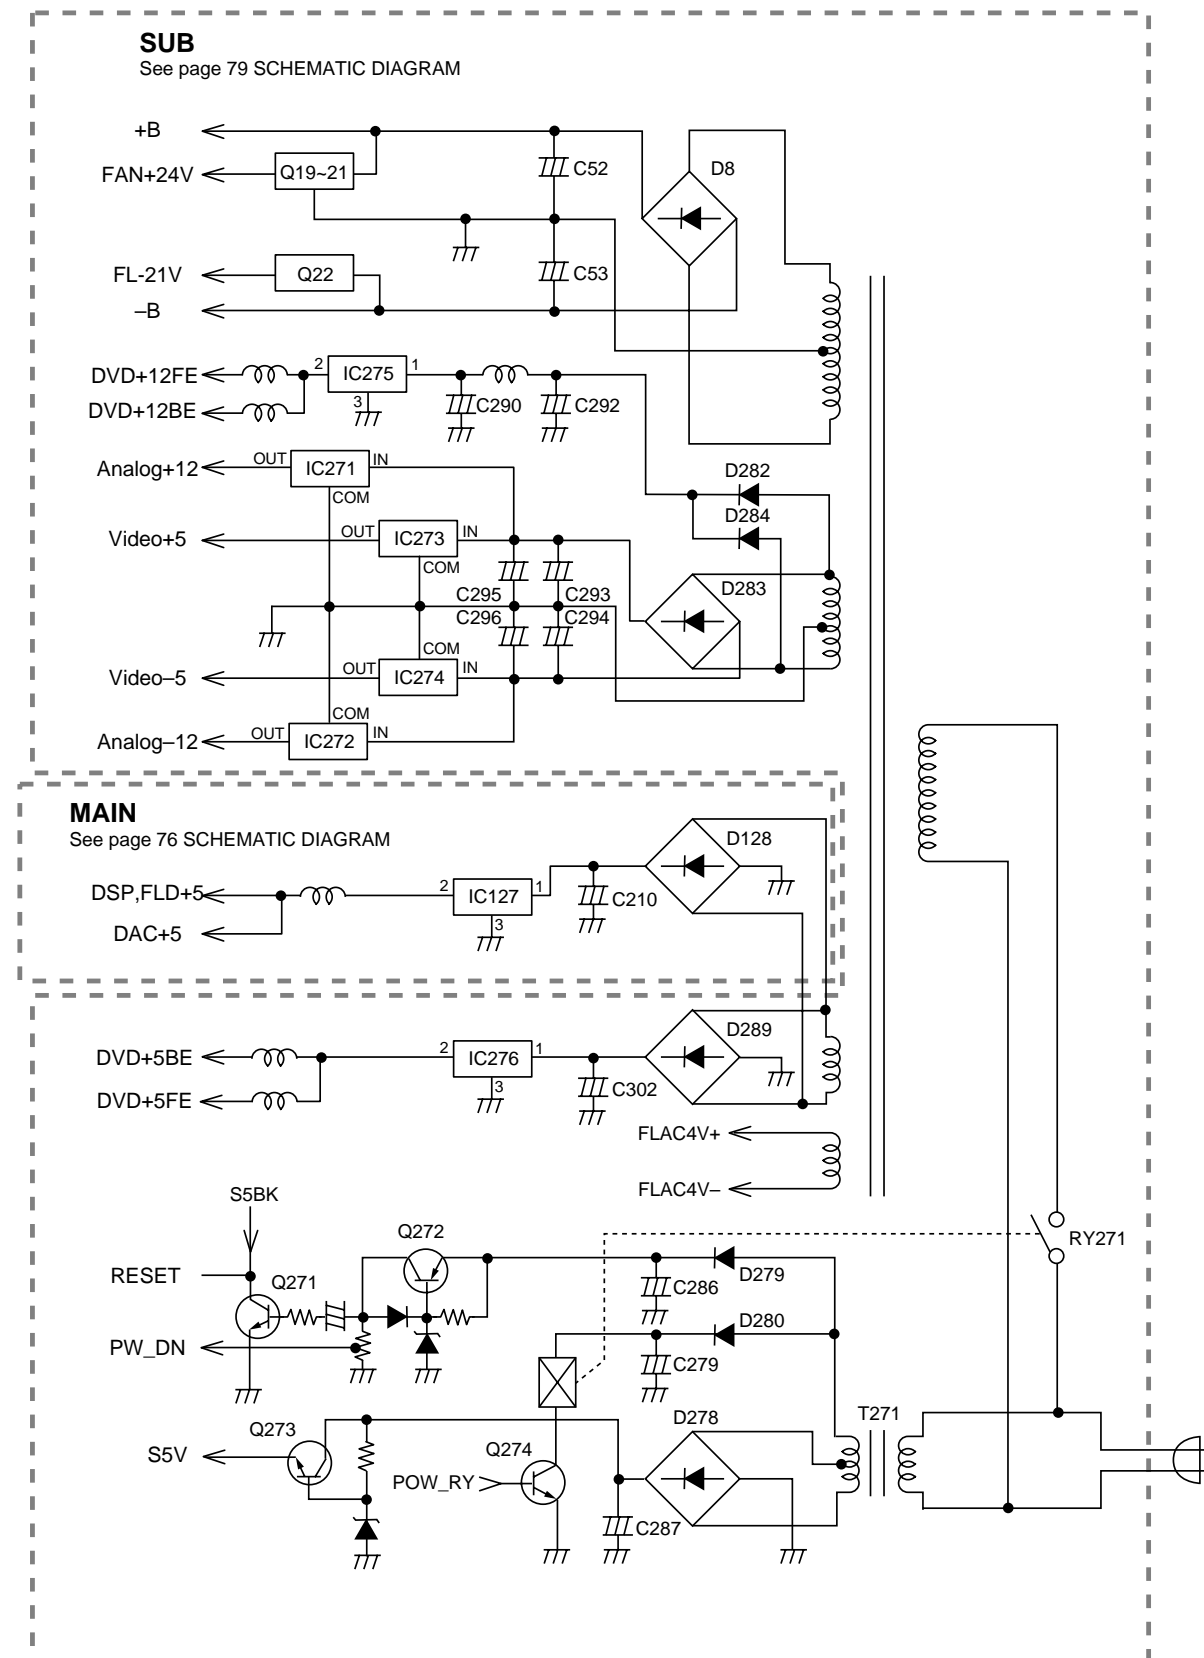 SUB
See page 79 SCHEMATIC DIAGRAM
+B
FAN+24V
Q19~21
C52
D8
FL-21V
Q22
C53
–B
DVD+12FE
2
IC275
1
3
DVD+12BE
C290
C292
Analog+12
OUT
IC271
IN
COM
D282
D284
Video+5
OUT
IC273
IN
COM
D283
C295
C293
C296
C294
COM
Video–5
OUT
IC274
IN
COM
Analog–12
OUT
IC272
IN
MAIN
See page 76 SCHEMATIC DIAGRAM
D128
DSP,FLD+5
2
IC127
1
3
C210
DAC+5
D289
DVD+5BE
2
IC276
1
3
C302
DVD+5FE
FLAC4V+
FLAC4V–
S5BK
Q272
RY271
RESET
Q271
D279
C286
D280
PW_DN
C279
Q273
D278
T271
S5V
Q274
POW_RY
C287